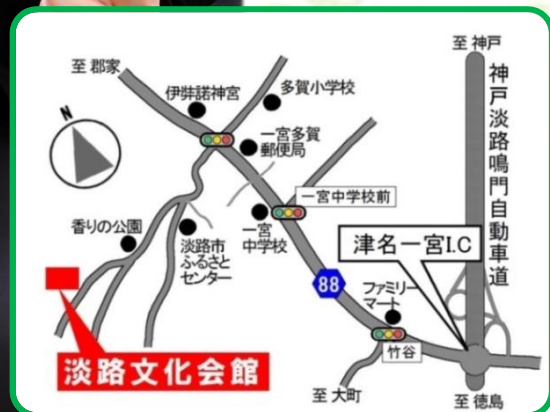 至 神戸
至 郡家
神戸淡路鳴門自動車道
伊弉諾神宮
多賀小学校
N
一宮多賀
郵便局
一宮中学校前
香りの公園
淡路市
ふるさと
センター
一宮
中学校
津名一宮I.C
88
ファミリー
マート
竹谷
淡路文化会館
至 大町
至 徳島